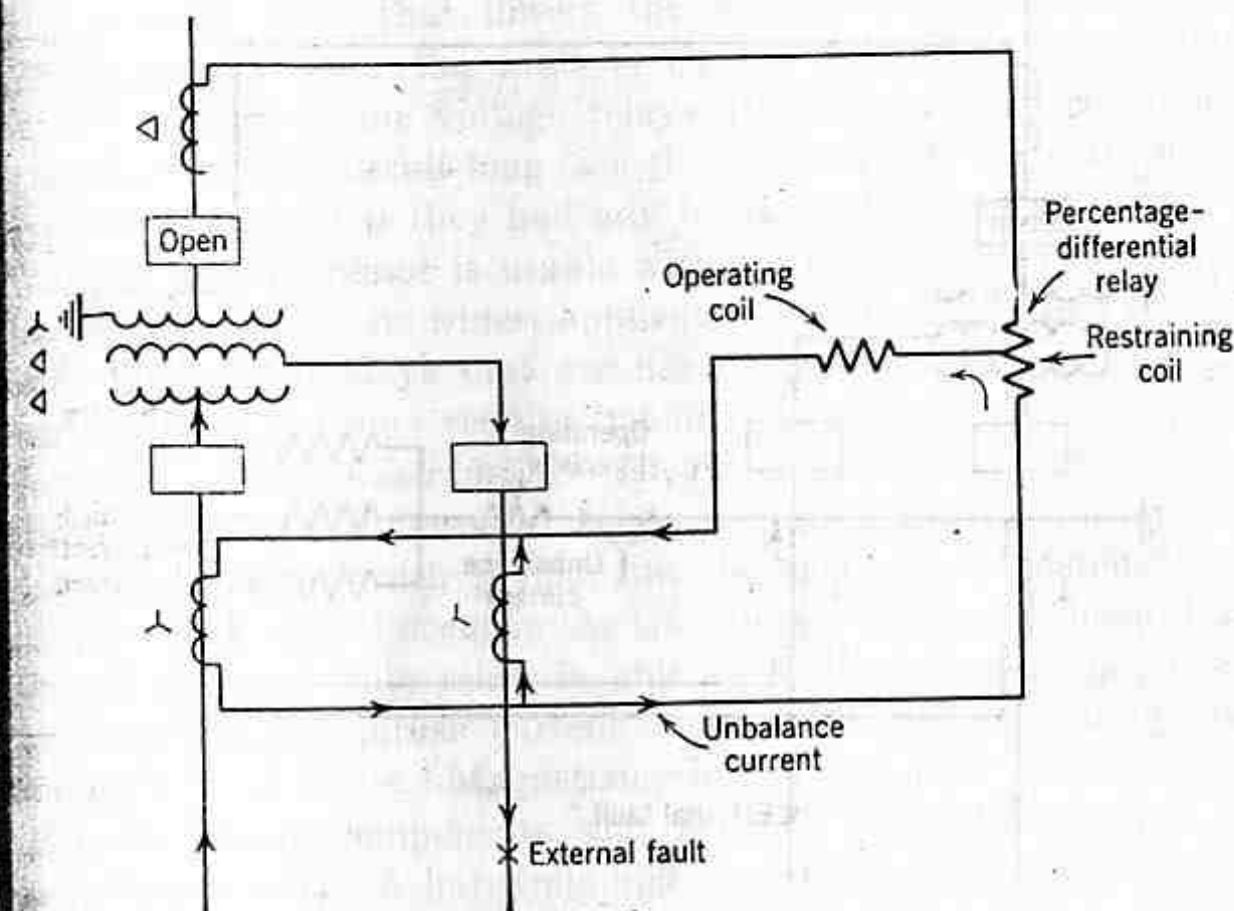 Open
Percentage-
differential
relay
Operating
coil
Restraining
coil
Unbalance
current
External fault